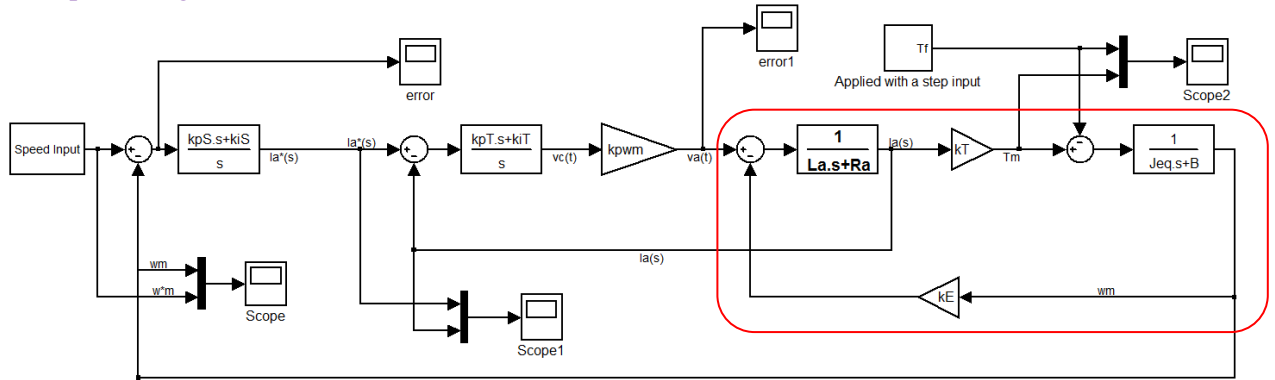 error
error1
Tf
Applied with a step input
Scope2
Speed Input
kpS.s+kiS
s
Ia*(s)
Ia*(s)
kpT.s+kiT
s
vc(t)
kpwm
va(t)
1
La.s+Ra
Ia(s)
kT
Tm
1
Jeq.s+B
Ia(s)
wm
w*m
Scope
Scope1
kE
wm